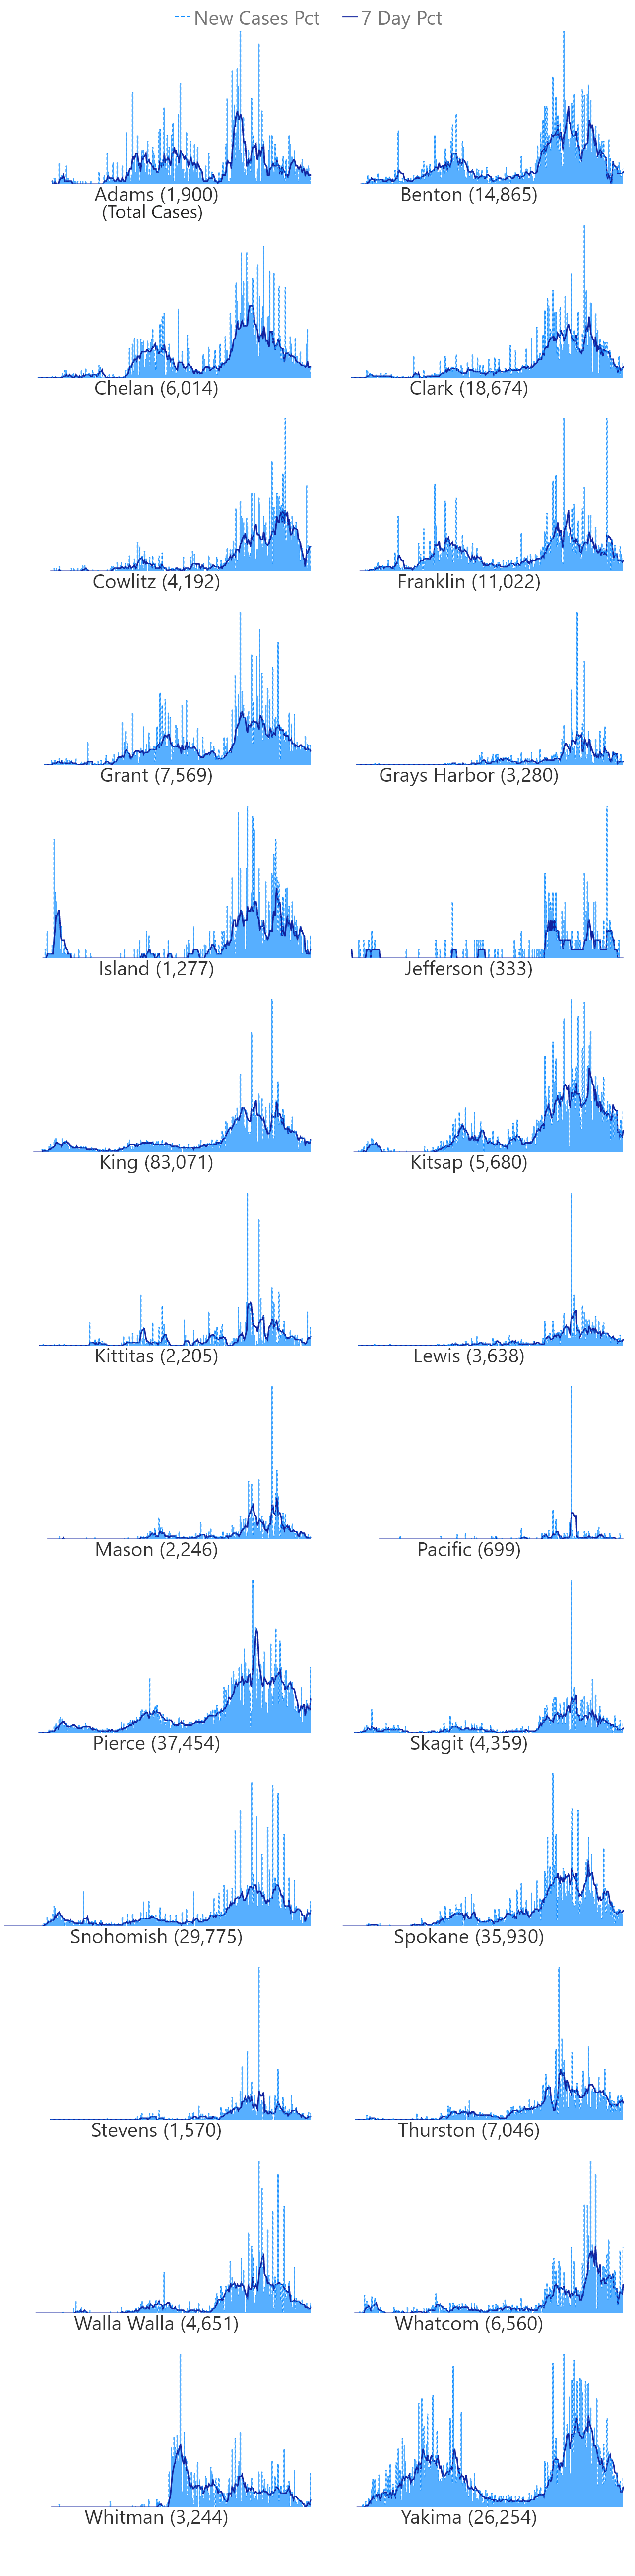 New Cases Pct 7 Day Pct
Adams (1,900) Benton (14,865)
(Total Cases)
Chelan (6,014) Clark (18,674)
Cowlitz (4,192) Franklin (11,022)
Grant (7,569) Grays Harbor (3,280)
Island (1,277) Jefferson (333)
King (83,071) Kitsap (5,680)
Kittitas (2,205) Lewis (3,638)
Mason (2,246) Pacific (699)
Pierce (37,454) Skagit (4,359)
Snohomish (29,775) Spokane (35,930)
Stevens (1,570) Thurston (7,046)
Walla Walla (4,651) Whatcom (6,560)
Whitman (3,244) Yakima (26,254)